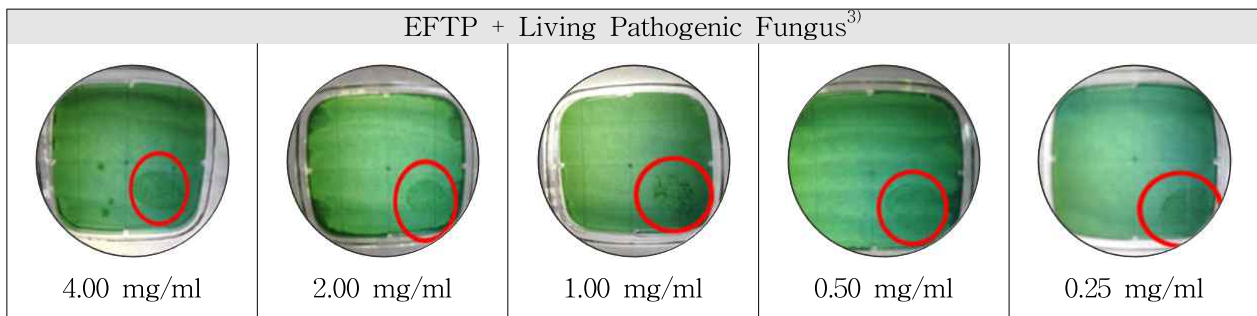 EFTP + Living Pathogenic Fungus3)
4.00 mg/ml
2.00 mg/ml
1.00 mg/ml
0.50 mg/ml
0.25 mg/ml